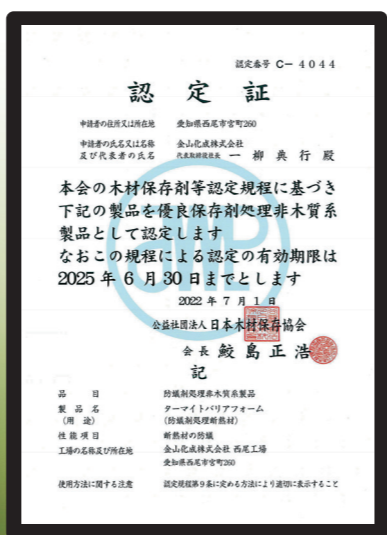 認定番号 C-4044
認定証
申請者の住所又は所在地 愛知県西尾市宮町260
申請者の氏名又は名称 金山化成株式会社
及び代表者の氏名 代表取締役社長 一柳典行 殿
本会の木材保存剤等認定規程に基づき
下記の製品を優良保存剤処理非木質系
製品として認定します
なおこの規程による認定の有効期限は
2025年6月30日までとします
2022年7月1日
公益社団法人 日本木材保存協会
会長 鮫島正浩
記
品目 防蟻剤処理非木質系製品
製品名 ターマイトバリアフォーム
(用途) (防蟻剤処理断熱材)
性能項目 断熱材の防蟻
工場の名称及び所在地 金山化成株式会社 西尾工場
愛知県西尾市宮町260
使用方法に関する注意 認定規程第9条に定める方法により適切に表示すること